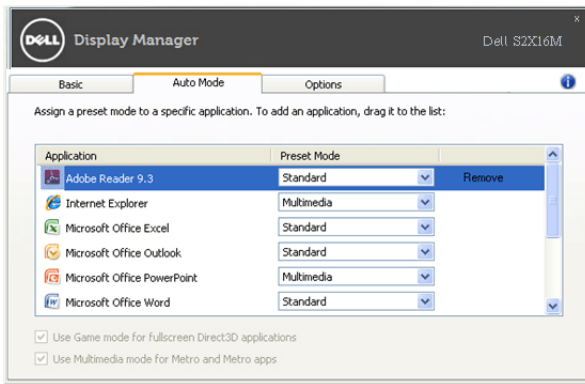 DELL Display Manager
Dell S2X16M
x
Basic Auto Mode Options
Assign a preset mode to a specific application. To add an application, drag it to the list:
Application Preset Mode
Adobe Reader 9.3 Standard Remove
Internet Explorer Multimedia
Microsoft Office Excel Standard
Microsoft Office Outlook Standard
Microsoft Office PowerPoint Multimedia
Microsoft Office Word Standard
Use Game mode for fullscreen Direct3D applications
Use Multimedia mode for Metro and Metro apps